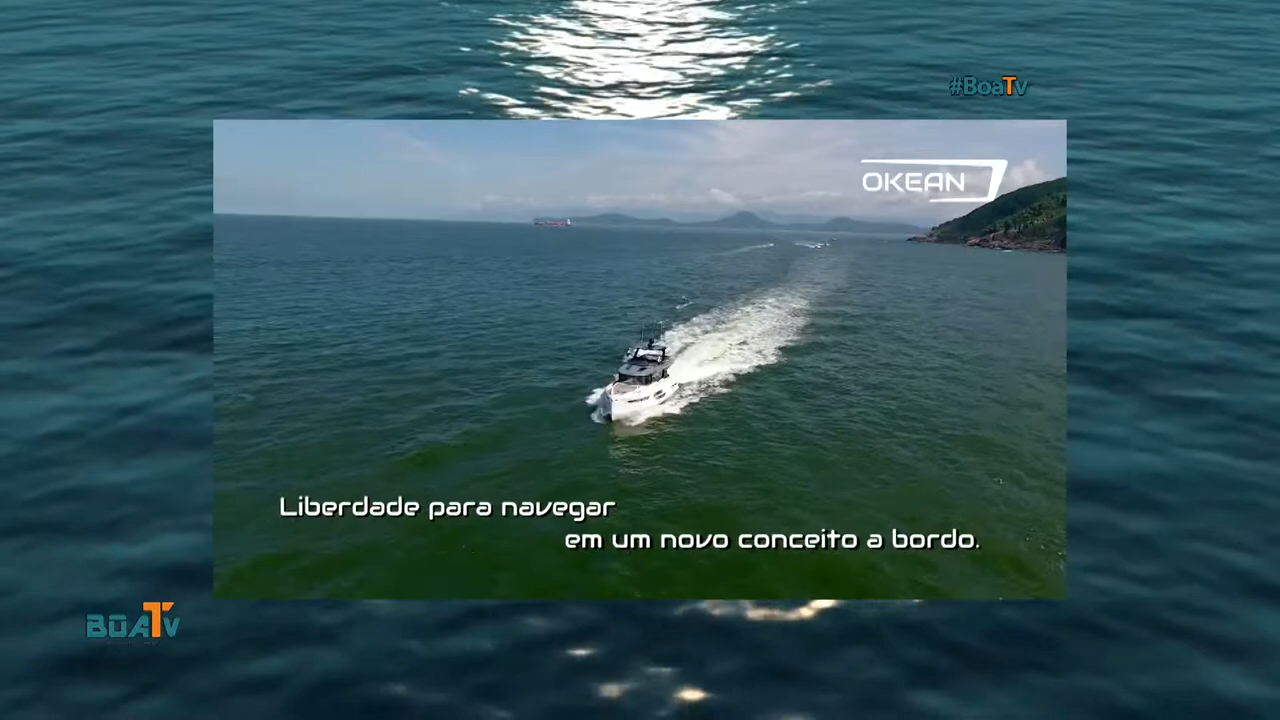 #BoaTv
OKEAN
Liberdade para navegar
em um novo conceito a bordo.
BOATV